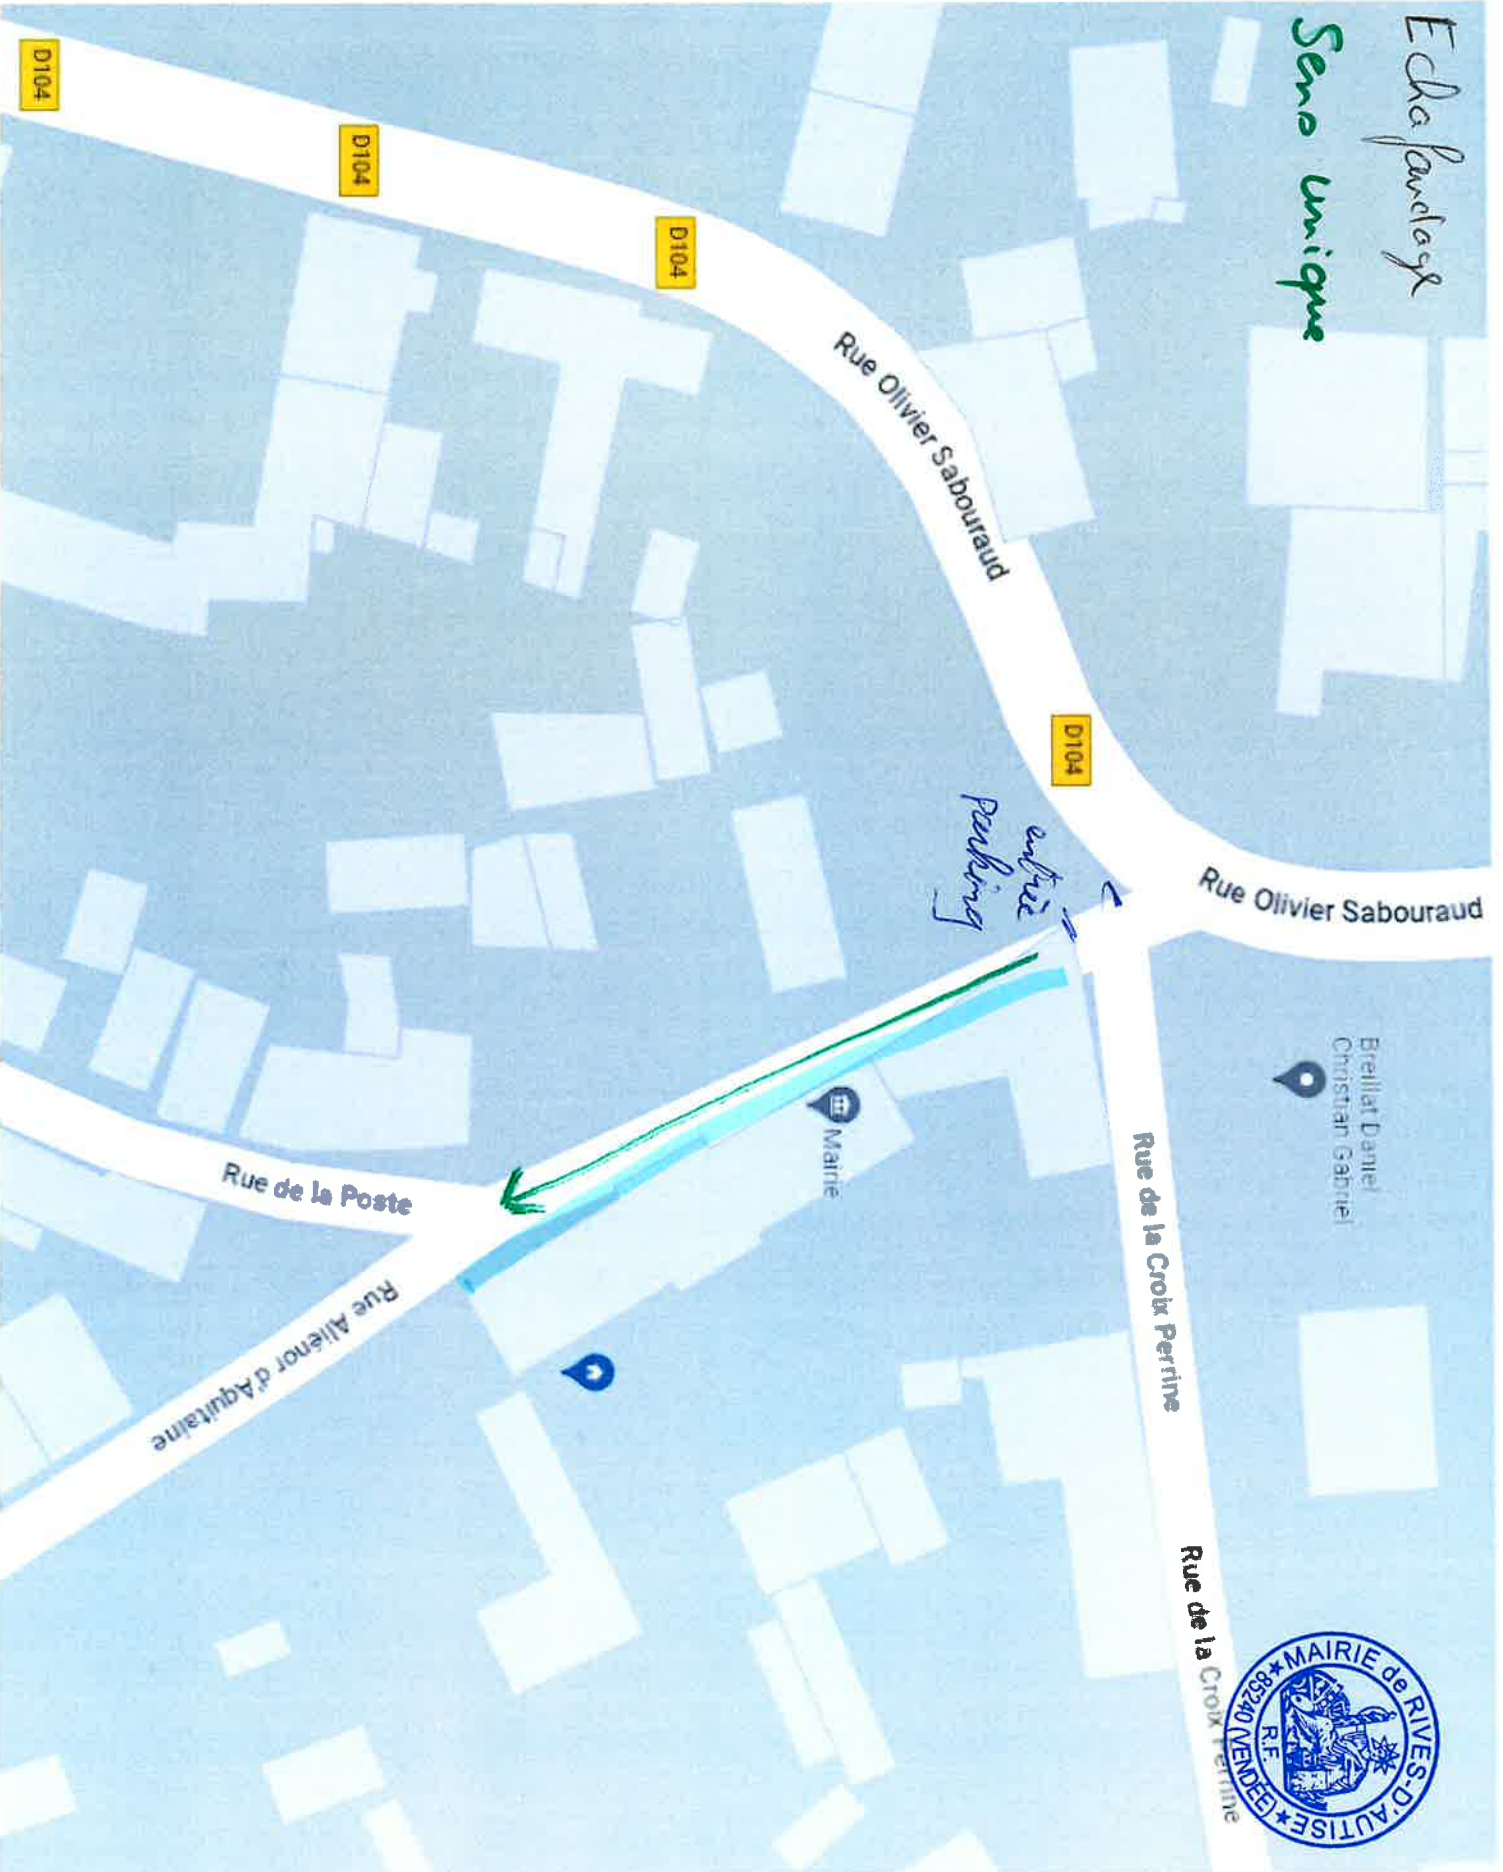 Echafaudage
Sens unique
D104
D104
D104
D104
Rue Olivier Sabouraud
Rue Olivier Sabouraud
entrée
parking
Breillat Daniel
Christian Gabriel
Mairie
Rue de la Croix Perrine
Rue de la Croix Perrine
Rue de la Poste
Rue Aliénor d'Aquitaine
MAIRIE de RIVES-D'AUTISE
85240 (VENDÉE)
R.F.